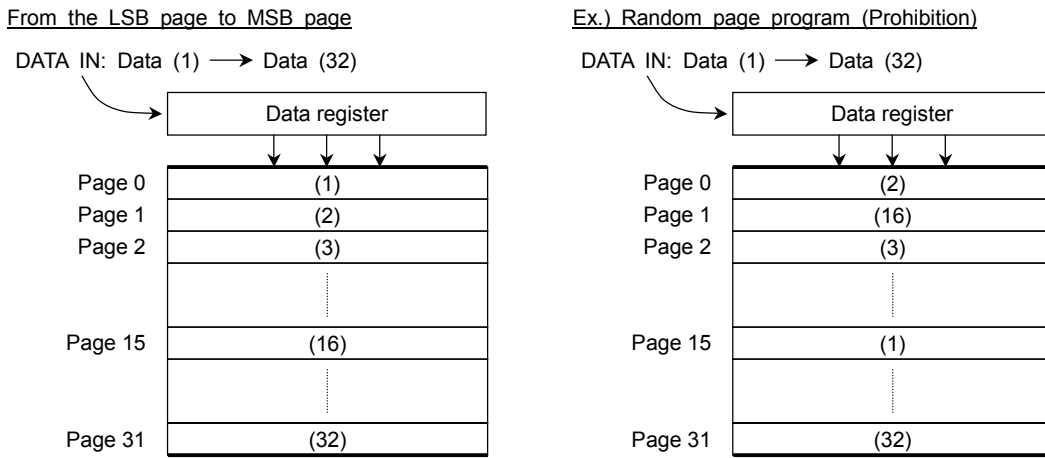 From the LSB page to MSB page
DATA IN: Data (1) → Data (32)
Data register
Page 0 (1)
Page 1 (2)
Page 2 (3)
Page 15 (16)
Page 31 (32)
Ex.) Random page program (Prohibition)
DATA IN: Data (1) → Data (32)
Data register
Page 0 (2)
Page 1 (16)
Page 2 (3)
Page 15 (1)
Page 31 (32)